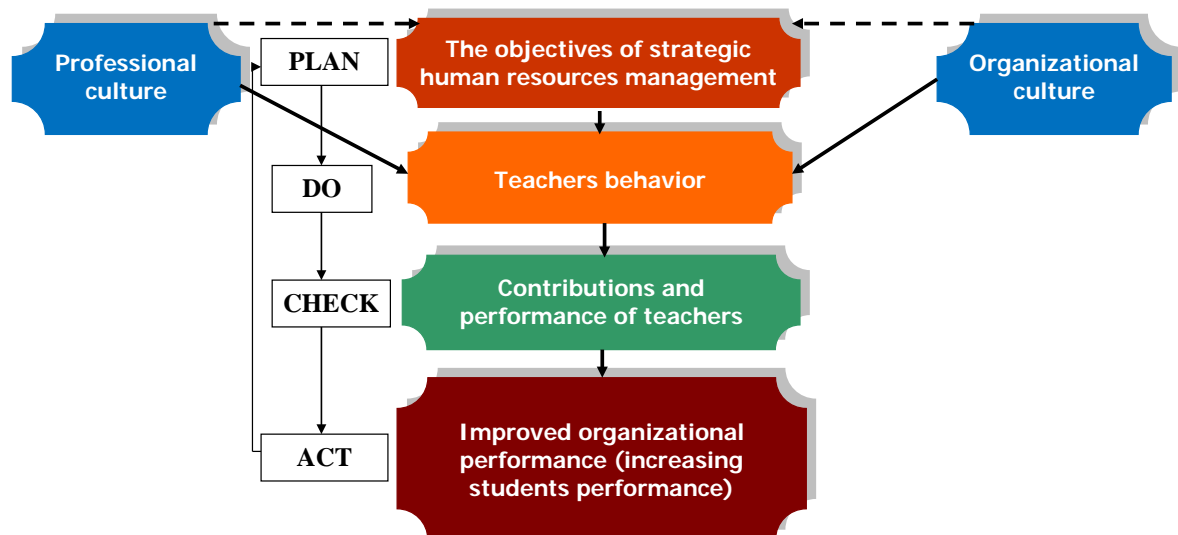 Professional
culture
PLAN
The objectives of strategic
human resources management
Organizational
culture
DO
Teachers behavior
CHECK
Contributions and
performance of teachers
ACT
Improved organizational
performance (increasing
students performance)